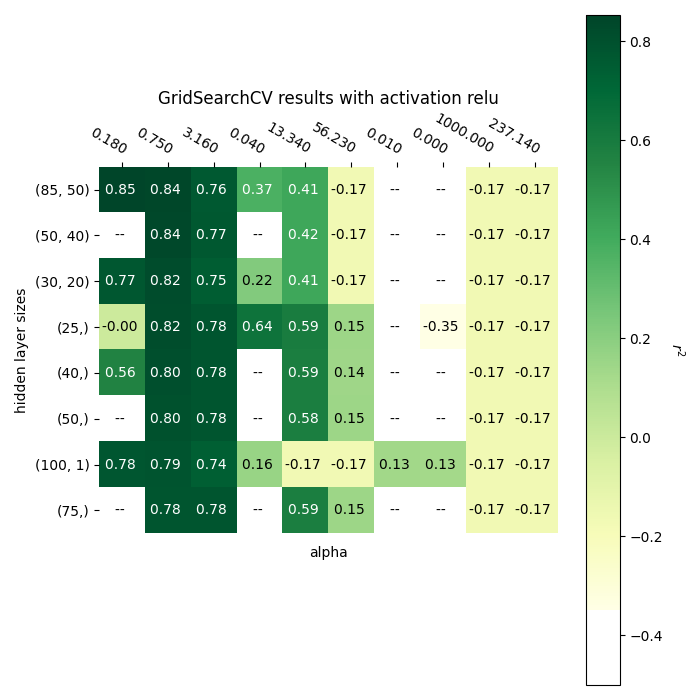 GridSearchCV results with activation relu
0.180 0.750 3.160 0.040 13.340 56.230 0.010 0.000 1000.000 237.140
(85, 50) 0.85 0.84 0.76 0.37 0.41 -0.17 -- -- -0.17 -0.17
(50, 40) -- 0.84 0.77 -- 0.42 -0.17 -- -- -0.17 -0.17
(30, 20) 0.77 0.82 0.75 0.22 0.41 -0.17 -- -- -0.17 -0.17
(25,) -0.00 0.82 0.78 0.64 0.59 0.15 -- -0.35 -0.17 -0.17
(40,) 0.56 0.80 0.78 -- 0.59 0.14 -- -- -0.17 -0.17
(50,) -- 0.80 0.78 -- 0.58 0.15 -- -- -0.17 -0.17
(100, 1) 0.78 0.79 0.74 0.16 -0.17 -0.17 0.13 0.13 -0.17 -0.17
(75,) -- 0.78 0.78 -- 0.59 0.15 -- -- -0.17 -0.17
hidden layer sizes
alpha
0.8
0.6
0.4
0.2
0.0
−0.2
−0.4
r²